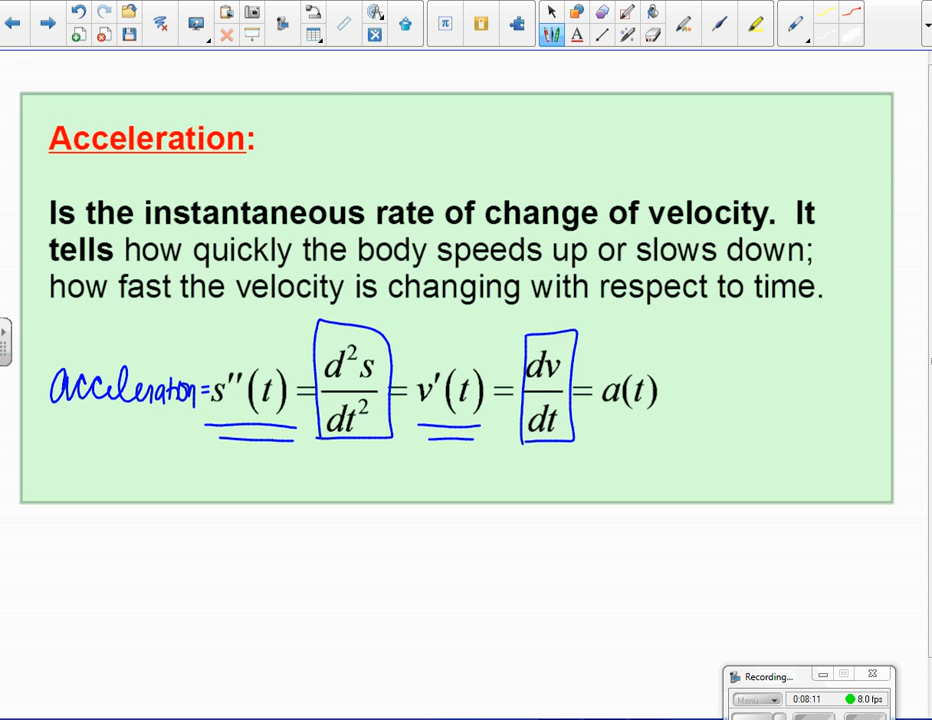 Acceleration:
Is the instantaneous rate of change of velocity. It
tells how quickly the body speeds up or slows down;
how fast the velocity is changing with respect to time.
acceleration = s''(t) = d²s/dt² = v'(t) = dv/dt = a(t)
Recording...
Menu 0:08:11 8.0 fps